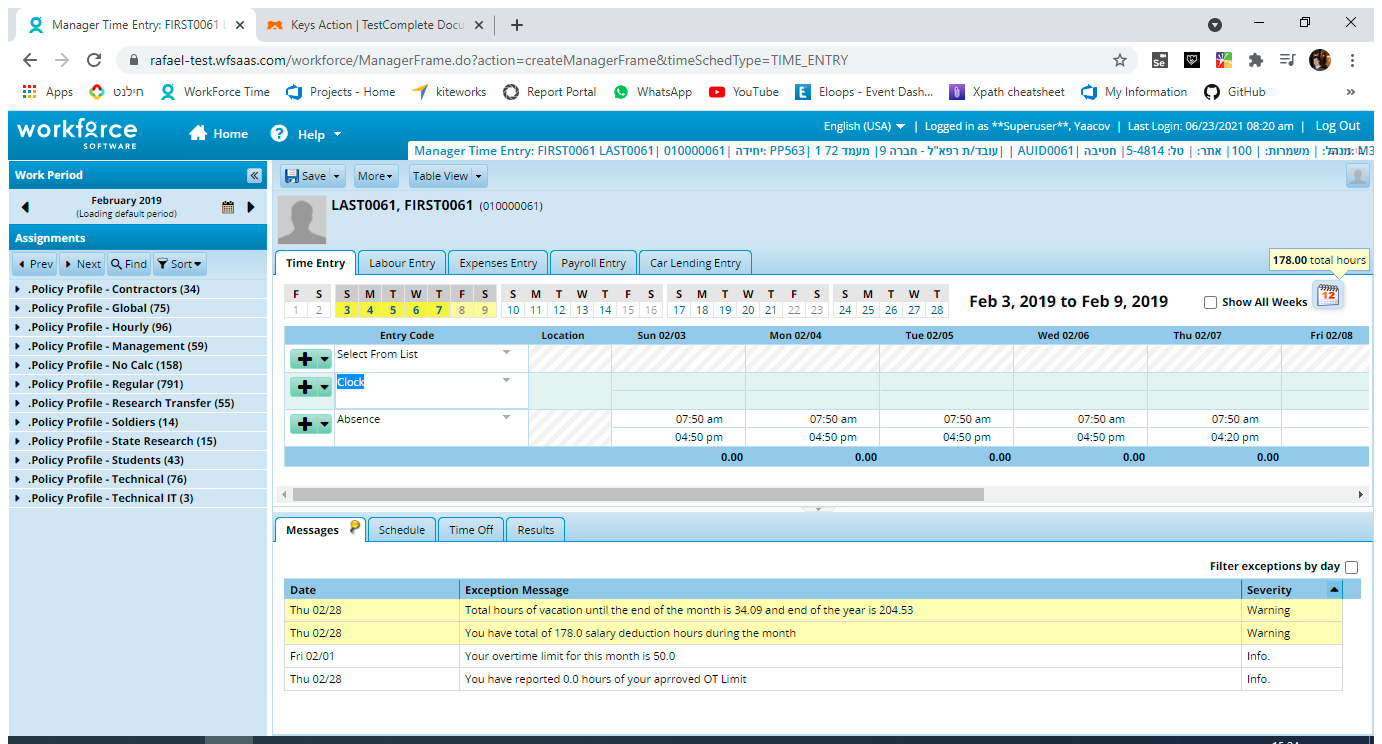 Manager Time Entry: FIRST0061
Keys Action | TestComplete Docu
rafael-test.wfsaas.com/workforce/ManagerFrame.do?action=createManagerFrame&timeSchedType=TIME_ENTRY
Apps חילנט WorkForce Time Projects - Home kiteworks Report Portal WhatsApp YouTube Eloops - Event Dash... Xpath cheatsheet My Information GitHub »
workforce SOFTWARE Home Help English (USA) | Logged in as **Superuser**, Yaacov | Last Login: 06/23/2021 08:20 am | Log Out
Manager Time Entry: FIRST0061 LAST0061| 010000061| יחידה: PP563| 1 72 מעמד |9 עובד/ת רפא"ל - חברה| | AUID0061| חטיבה |5-4814 :טל |אתר: |100 :משמרות |
Work Period «
Save More Table View
February 2019
(Loading default period)
LAST0061, FIRST0061 (010000061)
Assignments
Prev Next Find Sort
.Policy Profile - Contractors (34)
.Policy Profile - Global (75)
.Policy Profile - Hourly (96)
.Policy Profile - Management (59)
.Policy Profile - No Calc (158)
.Policy Profile - Regular (791)
.Policy Profile - Research Transfer (55)
.Policy Profile - Soldiers (14)
.Policy Profile - State Research (15)
.Policy Profile - Students (43)
.Policy Profile - Technical (76)
.Policy Profile - Technical IT (3)
Time Entry Labour Entry Expenses Entry Payroll Entry Car Lending Entry
178.00 total hours
F S S M T W T F S S M T W T F S S M T W T F S S M T W T
1 2 3 4 5 6 7 8 9 10 11 12 13 14 15 16 17 18 19 20 21 22 23 24 25 26 27 28
Feb 3, 2019 to Feb 9, 2019 Show All Weeks 12
Entry Code Location Sun 02/03 Mon 02/04 Tue 02/05 Wed 02/06 Thu 02/07 Fri 02/08
Select From List
Clock
Absence 07:50 am 07:50 am 07:50 am 07:50 am 07:50 am
04:50 pm 04:50 pm 04:50 pm 04:50 pm 04:20 pm
0.00 0.00 0.00 0.00 0.00
Messages Schedule Time Off Results
Filter exceptions by day
Date Exception Message Severity
Thu 02/28 Total hours of vacation until the end of the month is 34.09 and end of the year is 204.53 Warning
Thu 02/28 You have total of 178.0 salary deduction hours during the month Warning
Fri 02/01 Your overtime limit for this month is 50.0 Info.
Thu 02/28 You have reported 0.0 hours of your aprroved OT Limit Info.